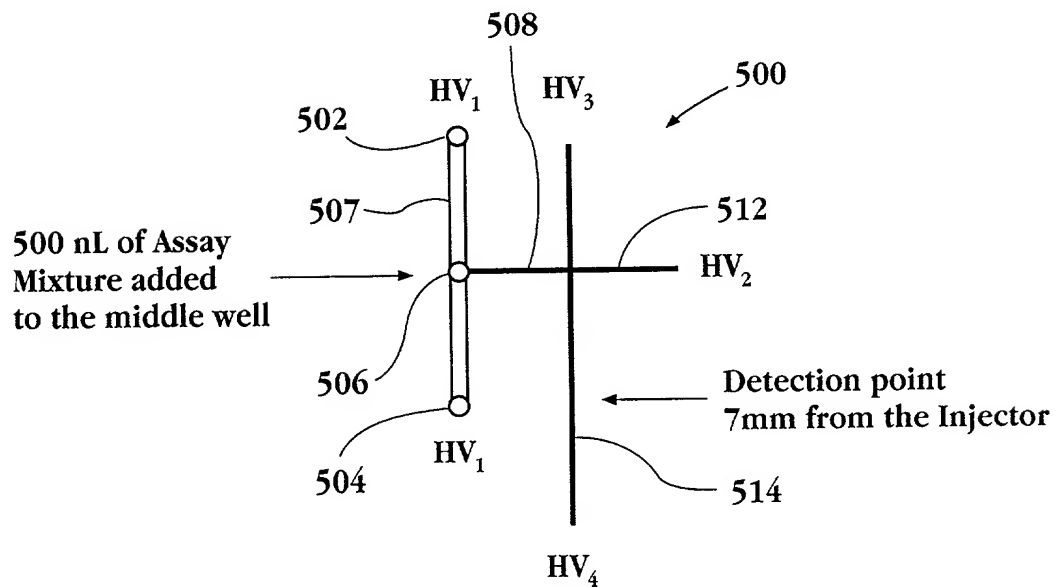 508
500
HV₁
HV₃
502
507
512
500 nL of Assay
Mixture added
to the middle well
HV₂
506
Detection point
7mm from the Injector
HV₁
504
514
HV₄